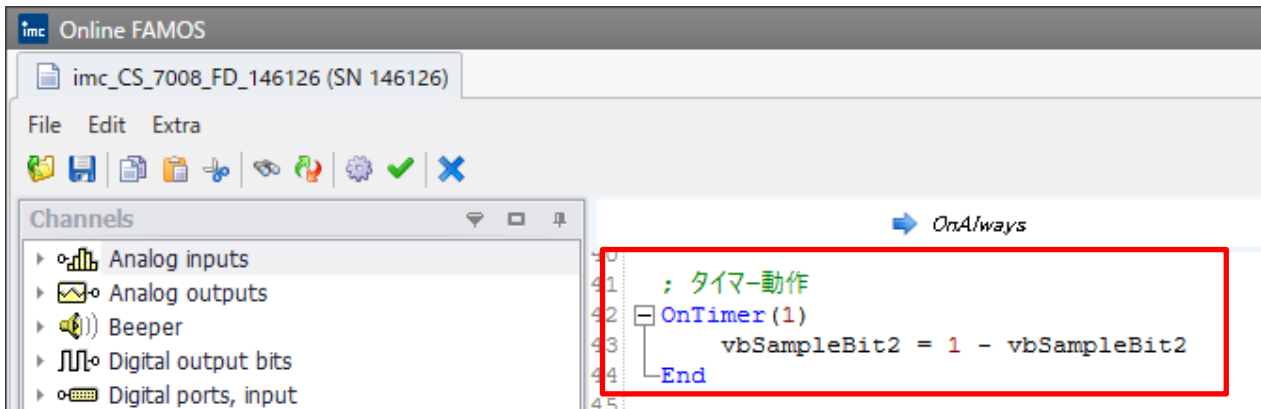 imc Online FAMOS
imc_CS_7008_FD_146126 (SN 146126)
File Edit Extra
Channels
OnAlways
Analog inputs
Analog outputs
Beeper
Digital output bits
Digital ports, input
40
41 ; タイマー動作
42 OnTimer(1)
43 vbSampleBit2 = 1 - vbSampleBit2
44 End
45